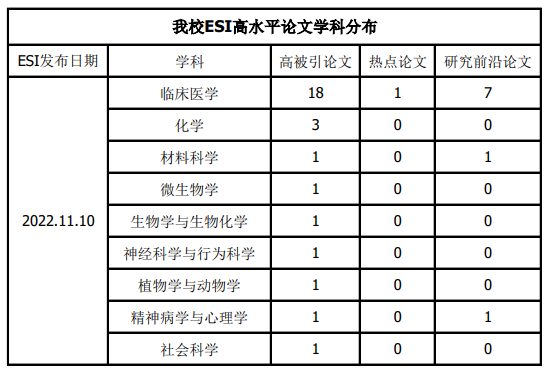 我校ESI高水平论文学科分布
ESI发布日期 学科 高被引论文 热点论文 研究前沿论文
2022.11.10
临床医学 18 1 7
化学 3 0 0
材料科学 1 0 1
微生物学 1 0 0
生物学与生物化学 1 0 0
神经科学与行为科学 1 0 0
植物学与动物学 1 0 0
精神病学与心理学 1 0 1
社会科学 1 0 0